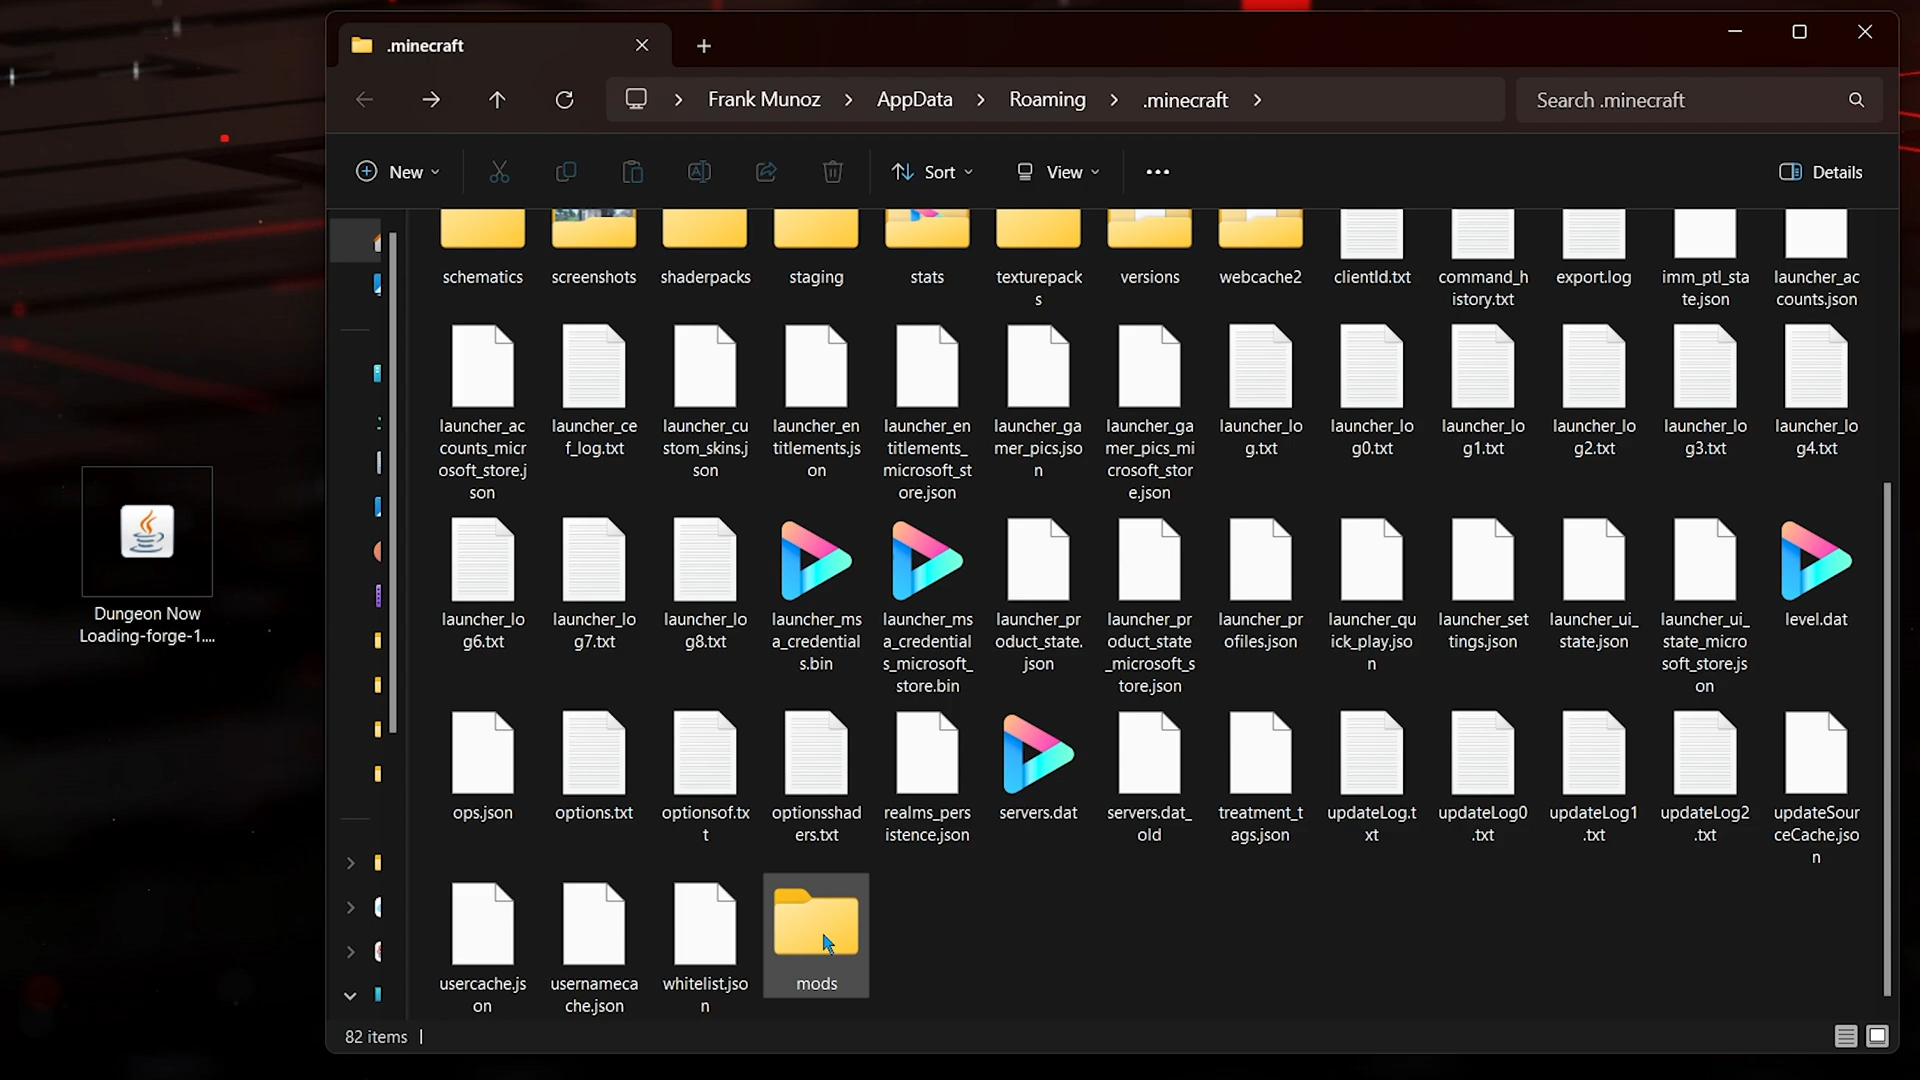 .minecraft
Frank Munoz
AppData
Roaming
.minecraft
Search .minecraft
New
Sort
View
Details
schematics
screenshots
shaderpacks
staging
stats
texturepack
s
versions
webcache2
clientId.txt
command_h
istory.txt
export.log
imm_ptl_sta
te.json
launcher_ac
counts.json
launcher_ac
counts_micr
osoft_store.j
son
launcher_ce
f_log.txt
launcher_cu
stom_skins.j
son
launcher_en
titlements.js
on
launcher_en
titlements_
microsoft_st
ore.json
launcher_ga
mer_pics.jso
n
launcher_ga
mer_pics_mi
crosoft_stor
e.json
launcher_lo
g.txt
launcher_lo
g0.txt
launcher_lo
g1.txt
launcher_lo
g2.txt
launcher_lo
g3.txt
launcher_lo
g4.txt
launcher_lo
g6.txt
launcher_lo
g7.txt
launcher_lo
g8.txt
launcher_ms
a_credential
s.bin
launcher_ms
a_credential
s_microsoft_
store.bin
launcher_pr
oduct_state.
json
launcher_pr
oduct_state
_microsoft_s
tore.json
launcher_pr
ofiles.json
launcher_qu
ick_play.jso
n
launcher_set
tings.json
launcher_ui_
state.json
launcher_ui_
state_micro
soft_store.js
on
level.dat
Dungeon Now
Loading-forge-1....
ops.json
options.txt
optionsof.tx
t
optionsshad
ers.txt
realms_pers
istence.json
servers.dat
servers.dat_
old
treatment_t
ags.json
updateLog.t
xt
updateLog0
.txt
updateLog1
.txt
updateLog2
.txt
updateSour
ceCache.jso
n
usercache.js
on
usernameca
che.json
whitelist.jso
n
mods
82 items